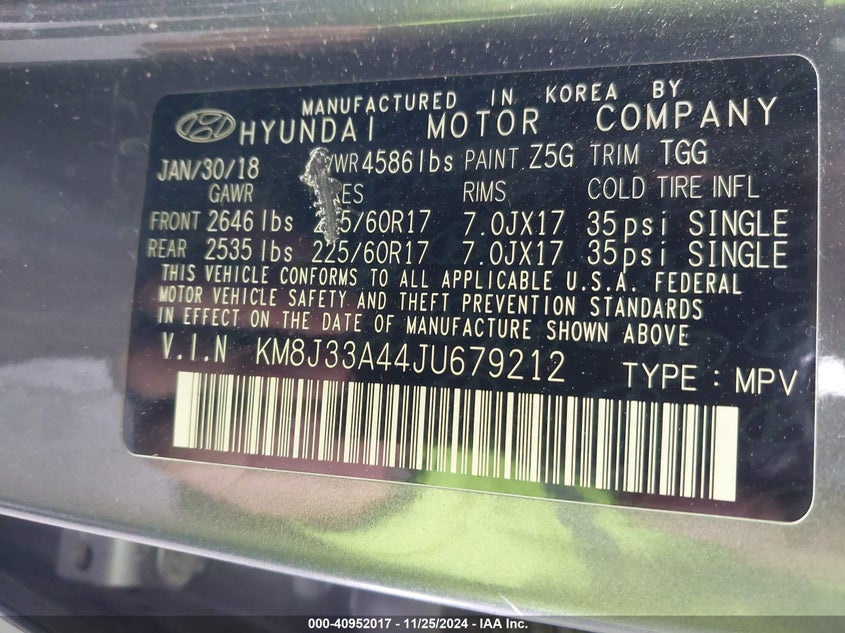 MANUFACTURED IN KOREA BY
HYUNDAI MOTOR COMPANY
JAN/30/18 WR 4586lbs PAINT Z5G TRIM TGG
GAWR RIMS COLD TIRE INFL
FRONT 2646 lbs 5/60R17 7.0JX17 35psi SINGLE
REAR 2535 lbs 225/60R17 7.0JX17 35psi SINGLE
THIS VEHICLE CONFORMS TO ALL APPLICABLE U.S.A. FEDERAL
MOTOR VEHICLE SAFETY AND THEFT PREVENTION STANDARDS
IN EFFECT ON THE DATE OF MANUFACTURE SHOWN ABOVE
V.I.N KM8J33A44JU679212 TYPE : MPV
000-40952017 - 11/25/2024 - IAA Inc.